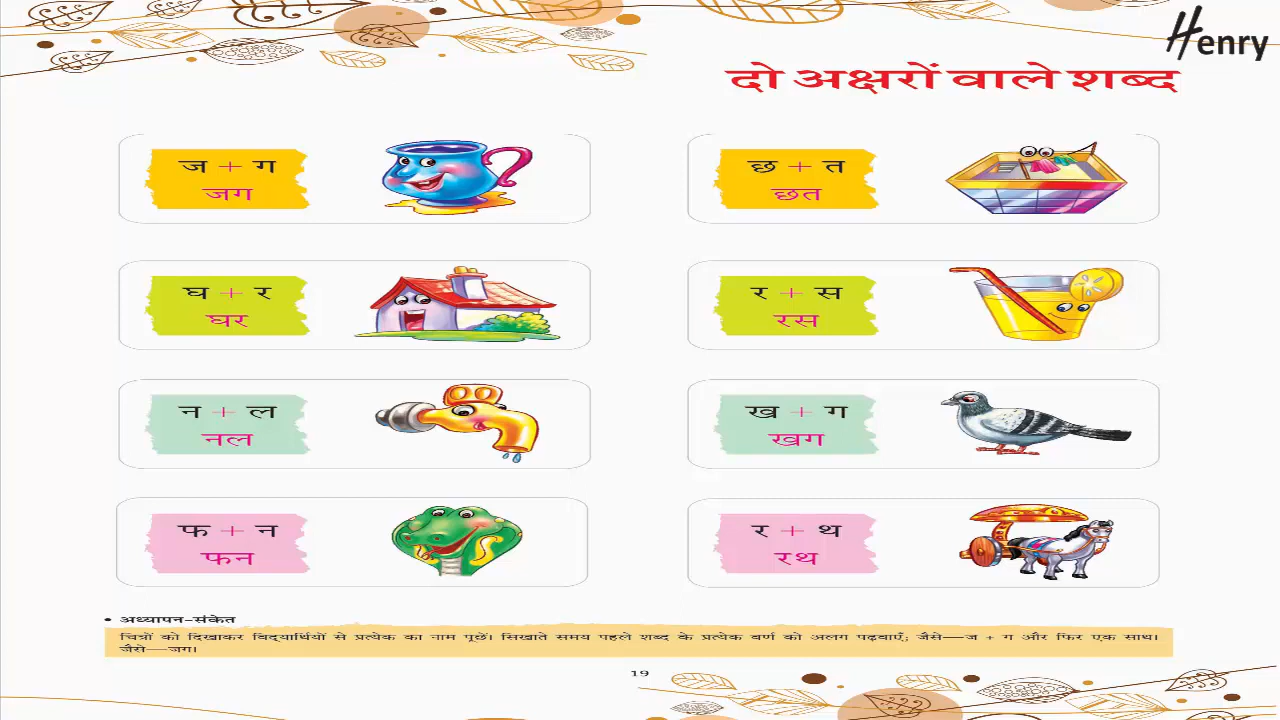 Henry
दो अक्षरों वाले शब्द
ज + ग
जग
छ + त
छत
घ + र
घर
र + स
रस
न + ल
नल
ख + ग
खग
फ + न
फन
र + थ
रथ
• अध्यापन-संकेत
चित्रों को दिखाकर विद्‌यार्थियों से प्रत्येक का नाम पूछें। सिखाते समय पहले शब्द के प्रत्येक वर्ण को अलग पढ़वाएँ; जैसे—ज + ग और फिर एक साथ।
जैसे—जग।
19